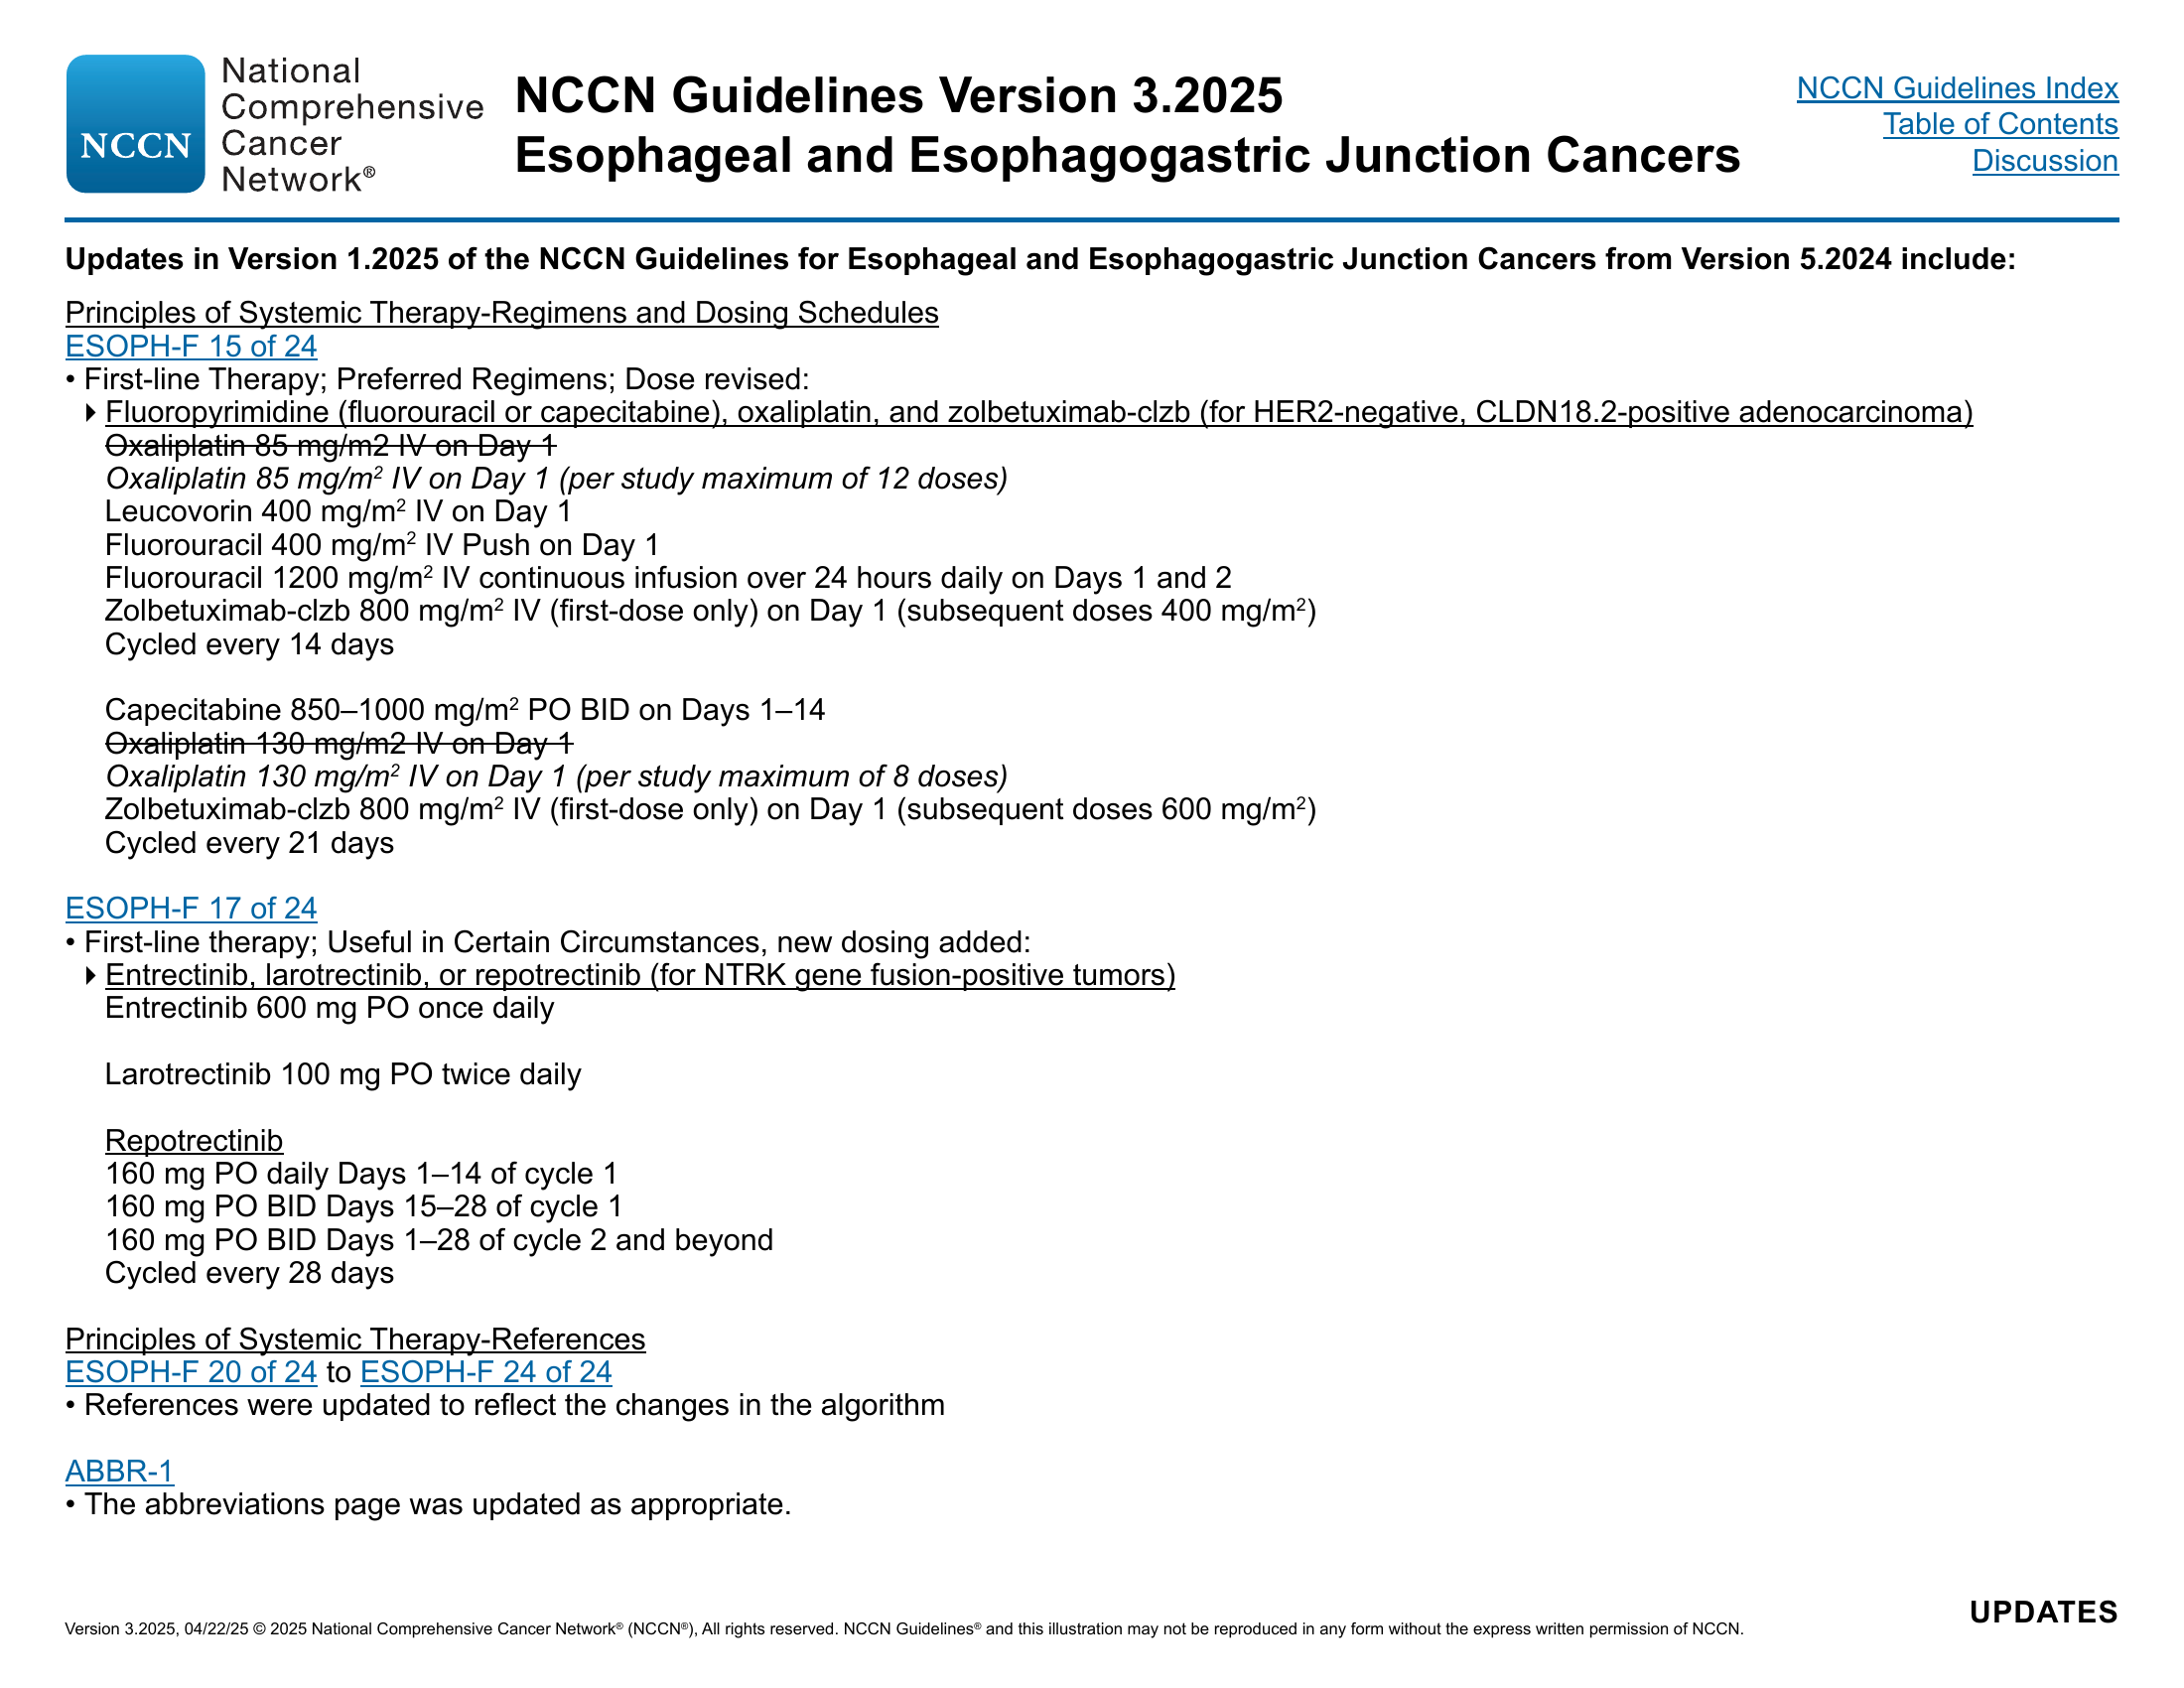 NCCN
National
Comprehensive
Cancer
Network®
NCCN Guidelines Version 3.2025
Esophageal and Esophagogastric Junction Cancers
NCCN Guidelines Index
Table of Contents
Discussion
Updates in Version 1.2025 of the NCCN Guidelines for Esophageal and Esophagogastric Junction Cancers from Version 5.2024 include:
Principles of Systemic Therapy-Regimens and Dosing Schedules
ESOPH-F 15 of 24
• First-line Therapy; Preferred Regimens; Dose revised:
Fluoropyrimidine (fluorouracil or capecitabine), oxaliplatin, and zolbetuximab-clzb (for HER2-negative, CLDN18.2-positive adenocarcinoma)
Oxaliplatin 85 mg/m2 IV on Day 1
Oxaliplatin 85 mg/m² IV on Day 1 (per study maximum of 12 doses)
Leucovorin 400 mg/m² IV on Day 1
Fluorouracil 400 mg/m² IV Push on Day 1
Fluorouracil 1200 mg/m² IV continuous infusion over 24 hours daily on Days 1 and 2
Zolbetuximab-clzb 800 mg/m² IV (first-dose only) on Day 1 (subsequent doses 400 mg/m²)
Cycled every 14 days
Capecitabine 850–1000 mg/m² PO BID on Days 1–14
Oxaliplatin 130 mg/m2 IV on Day 1
Oxaliplatin 130 mg/m² IV on Day 1 (per study maximum of 8 doses)
Zolbetuximab-clzb 800 mg/m² IV (first-dose only) on Day 1 (subsequent doses 600 mg/m²)
Cycled every 21 days
ESOPH-F 17 of 24
• First-line therapy; Useful in Certain Circumstances, new dosing added:
Entrectinib, larotrectinib, or repotrectinib (for NTRK gene fusion-positive tumors)
Entrectinib 600 mg PO once daily
Larotrectinib 100 mg PO twice daily
Repotrectinib
160 mg PO daily Days 1–14 of cycle 1
160 mg PO BID Days 15–28 of cycle 1
160 mg PO BID Days 1–28 of cycle 2 and beyond
Cycled every 28 days
Principles of Systemic Therapy-References
ESOPH-F 20 of 24 to ESOPH-F 24 of 24
• References were updated to reflect the changes in the algorithm
ABBR-1
• The abbreviations page was updated as appropriate.
UPDATES
Version 3.2025, 04/22/25 © 2025 National Comprehensive Cancer Network® (NCCN®), All rights reserved. NCCN Guidelines® and this illustration may not be reproduced in any form without the express written permission of NCCN.